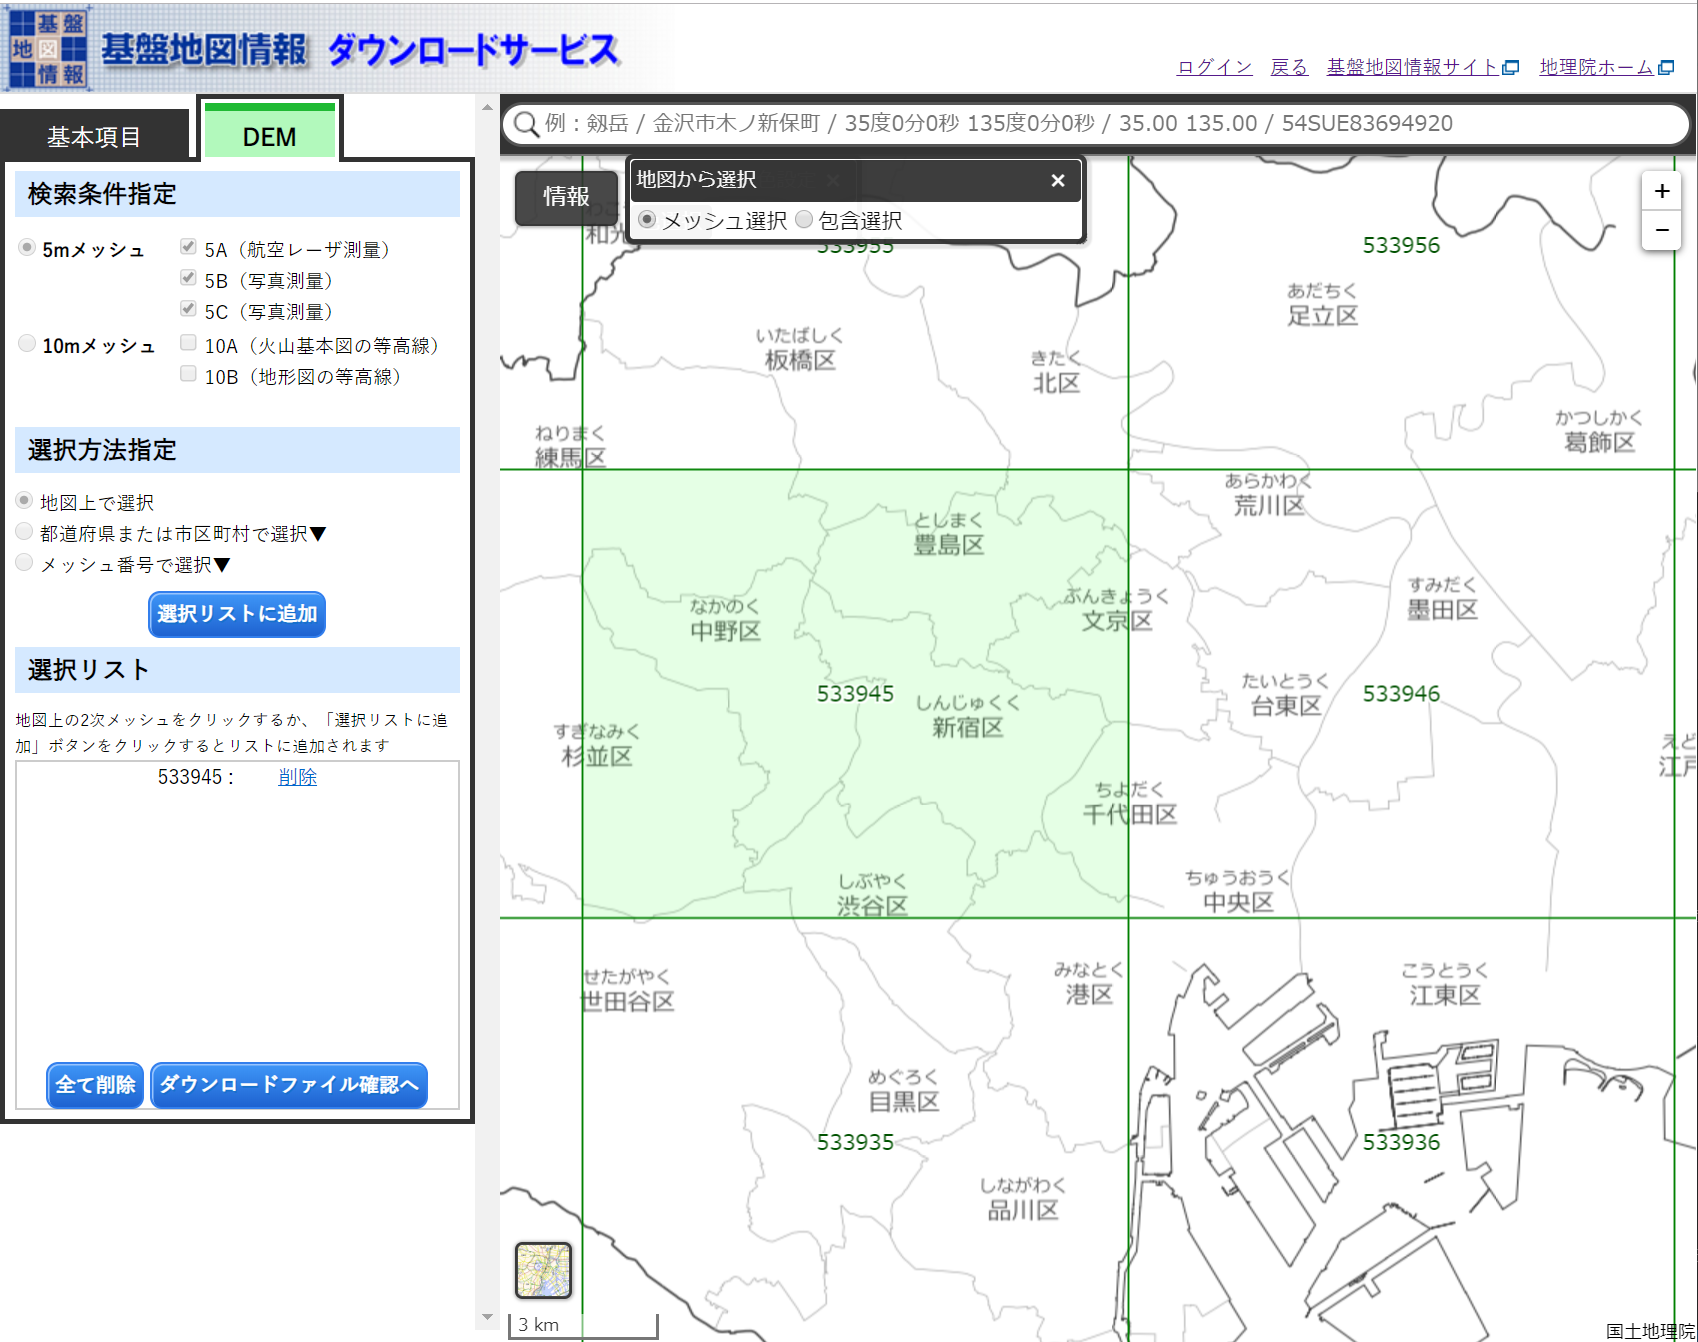 基盤
地図
情報
基盤地図情報 ダウンロードサービス
ログイン 戻る 基盤地図情報サイト 地理院ホーム
基本項目
DEM
例：剱岳 / 金沢市木ノ新保町 / 35度0分0秒 135度0分0秒 / 35.00 135.00 / 54SUE83694920
検索条件指定
5mメッシュ
5A（航空レーザ測量）
5B（写真測量）
5C（写真測量）
10mメッシュ
10A（火山基本図の等高線）
10B（地形図の等高線）
選択方法指定
地図上で選択
都道府県または市区町村で選択▼
メッシュ番号で選択▼
選択リストに追加
選択リスト
地図上の2次メッシュをクリックするか、「選択リストに追
加」ボタンをクリックするとリストに追加されます
533945 : 削除
全て削除
ダウンロードファイル確認へ
情報
地図から選択 ×
メッシュ選択 包含選択
+
−
和光
533955
533956
あだちく
足立区
いたばしく
板橋区
きたく
北区
かつしかく
葛飾区
ねりまく
練馬区
あらかわく
荒川区
としまく
豊島区
すみだく
墨田区
ぶんきょうく
文京区
なかのく
中野区
たいとうく
台東区
533945
533946
しんじゅくく
新宿区
すぎなみく
杉並区
えど
江戸
ちよだく
千代田区
しぶやく
渋谷区
ちゅうおうく
中央区
せたがやく
世田谷区
みなとく
港区
こうとうく
江東区
めぐろく
目黒区
533935
533936
しながわく
品川区
3 km
国土地理院